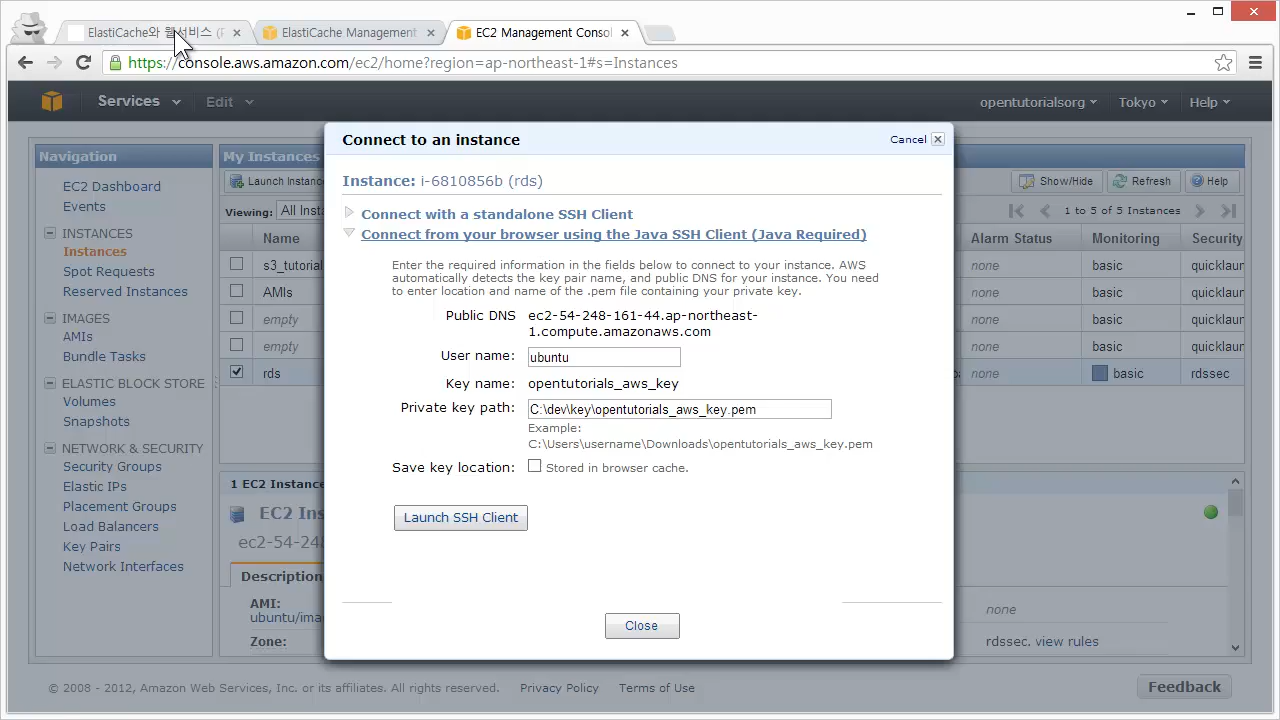 ElastiCache와 웹서비스 (F
ElastiCache Management
EC2 Management Consol
https://console.aws.amazon.com/ec2/home?region=ap-northeast-1#s=Instances
Services
Edit
opentutorialsorg
Tokyo
Help
Navigation
EC2 Dashboard
Events
INSTANCES
Instances
Spot Requests
Reserved Instances
IMAGES
AMIs
Bundle Tasks
ELASTIC BLOCK STORE
Volumes
Snapshots
NETWORK & SECURITY
Security Groups
Elastic IPs
Placement Groups
Load Balancers
Key Pairs
Network Interfaces
My Instances
Launch Instanc
Show/Hide
Refresh
Help
Viewing:
All Insta
1 to 5 of 5 Instances
Name
Alarm Status
Monitoring
Security
s3_tutorial
none
basic
quicklaun
AMIs
none
basic
quicklaun
empty
none
basic
quicklaun
empty
none
basic
quicklaun
rds
none
basic
rdssec
1 EC2 Instance
EC2 Ins
ec2-54-248
Description
AMI:
ubuntu/ima
Zone:
none
rdssec. view rules
Connect to an instance
Cancel
Instance: i-6810856b (rds)
Connect with a standalone SSH Client
Connect from your browser using the Java SSH Client (Java Required)
Enter the required information in the fields below to connect to your instance. AWS
automatically detects the key pair name, and public DNS for your instance. You need
to enter location and name of the .pem file containing your private key.
Public DNS
ec2-54-248-161-44.ap-northeast-
1.compute.amazonaws.com
User name:
ubuntu
Key name:
opentutorials_aws_key
Private key path:
C:\dev\key\opentutorials_aws_key.pem
Example:
C:\Users\username\Downloads\opentutorials_aws_key.pem
Save key location:
Stored in browser cache.
Launch SSH Client
Close
© 2008 - 2012, Amazon Web Services, Inc. or its affiliates. All rights reserved.
Privacy Policy
Terms of Use
Feedback